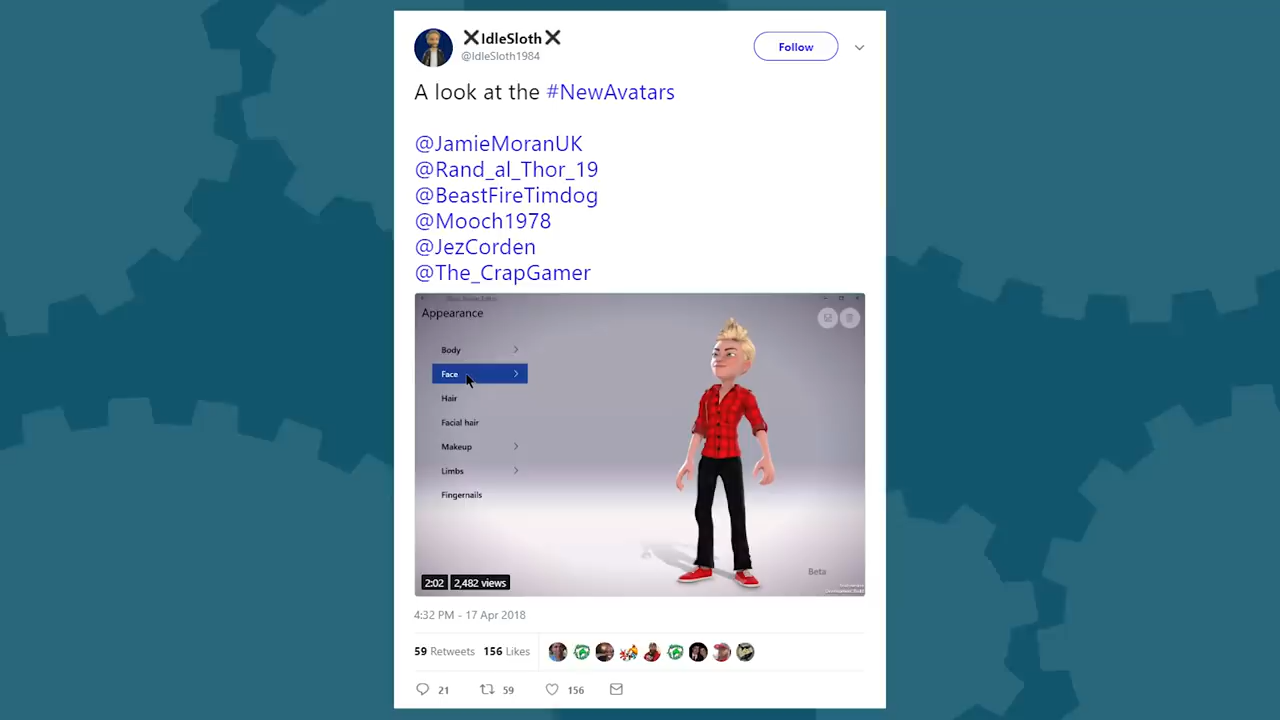 ❌IdleSloth❌
@IdleSloth1984
Follow
A look at the #NewAvatars
@JamieMoranUK
@Rand_al_Thor_19
@BeastFireTimdog
@Mooch1978
@JezCorden
@The_CrapGamer
Appearance
Body
Face
Hair
Facial hair
Makeup
Limbs
Fingernails
Beta
2:02 2,482 views
4:32 PM - 17 Apr 2018
59 Retweets 156 Likes
21 59 156